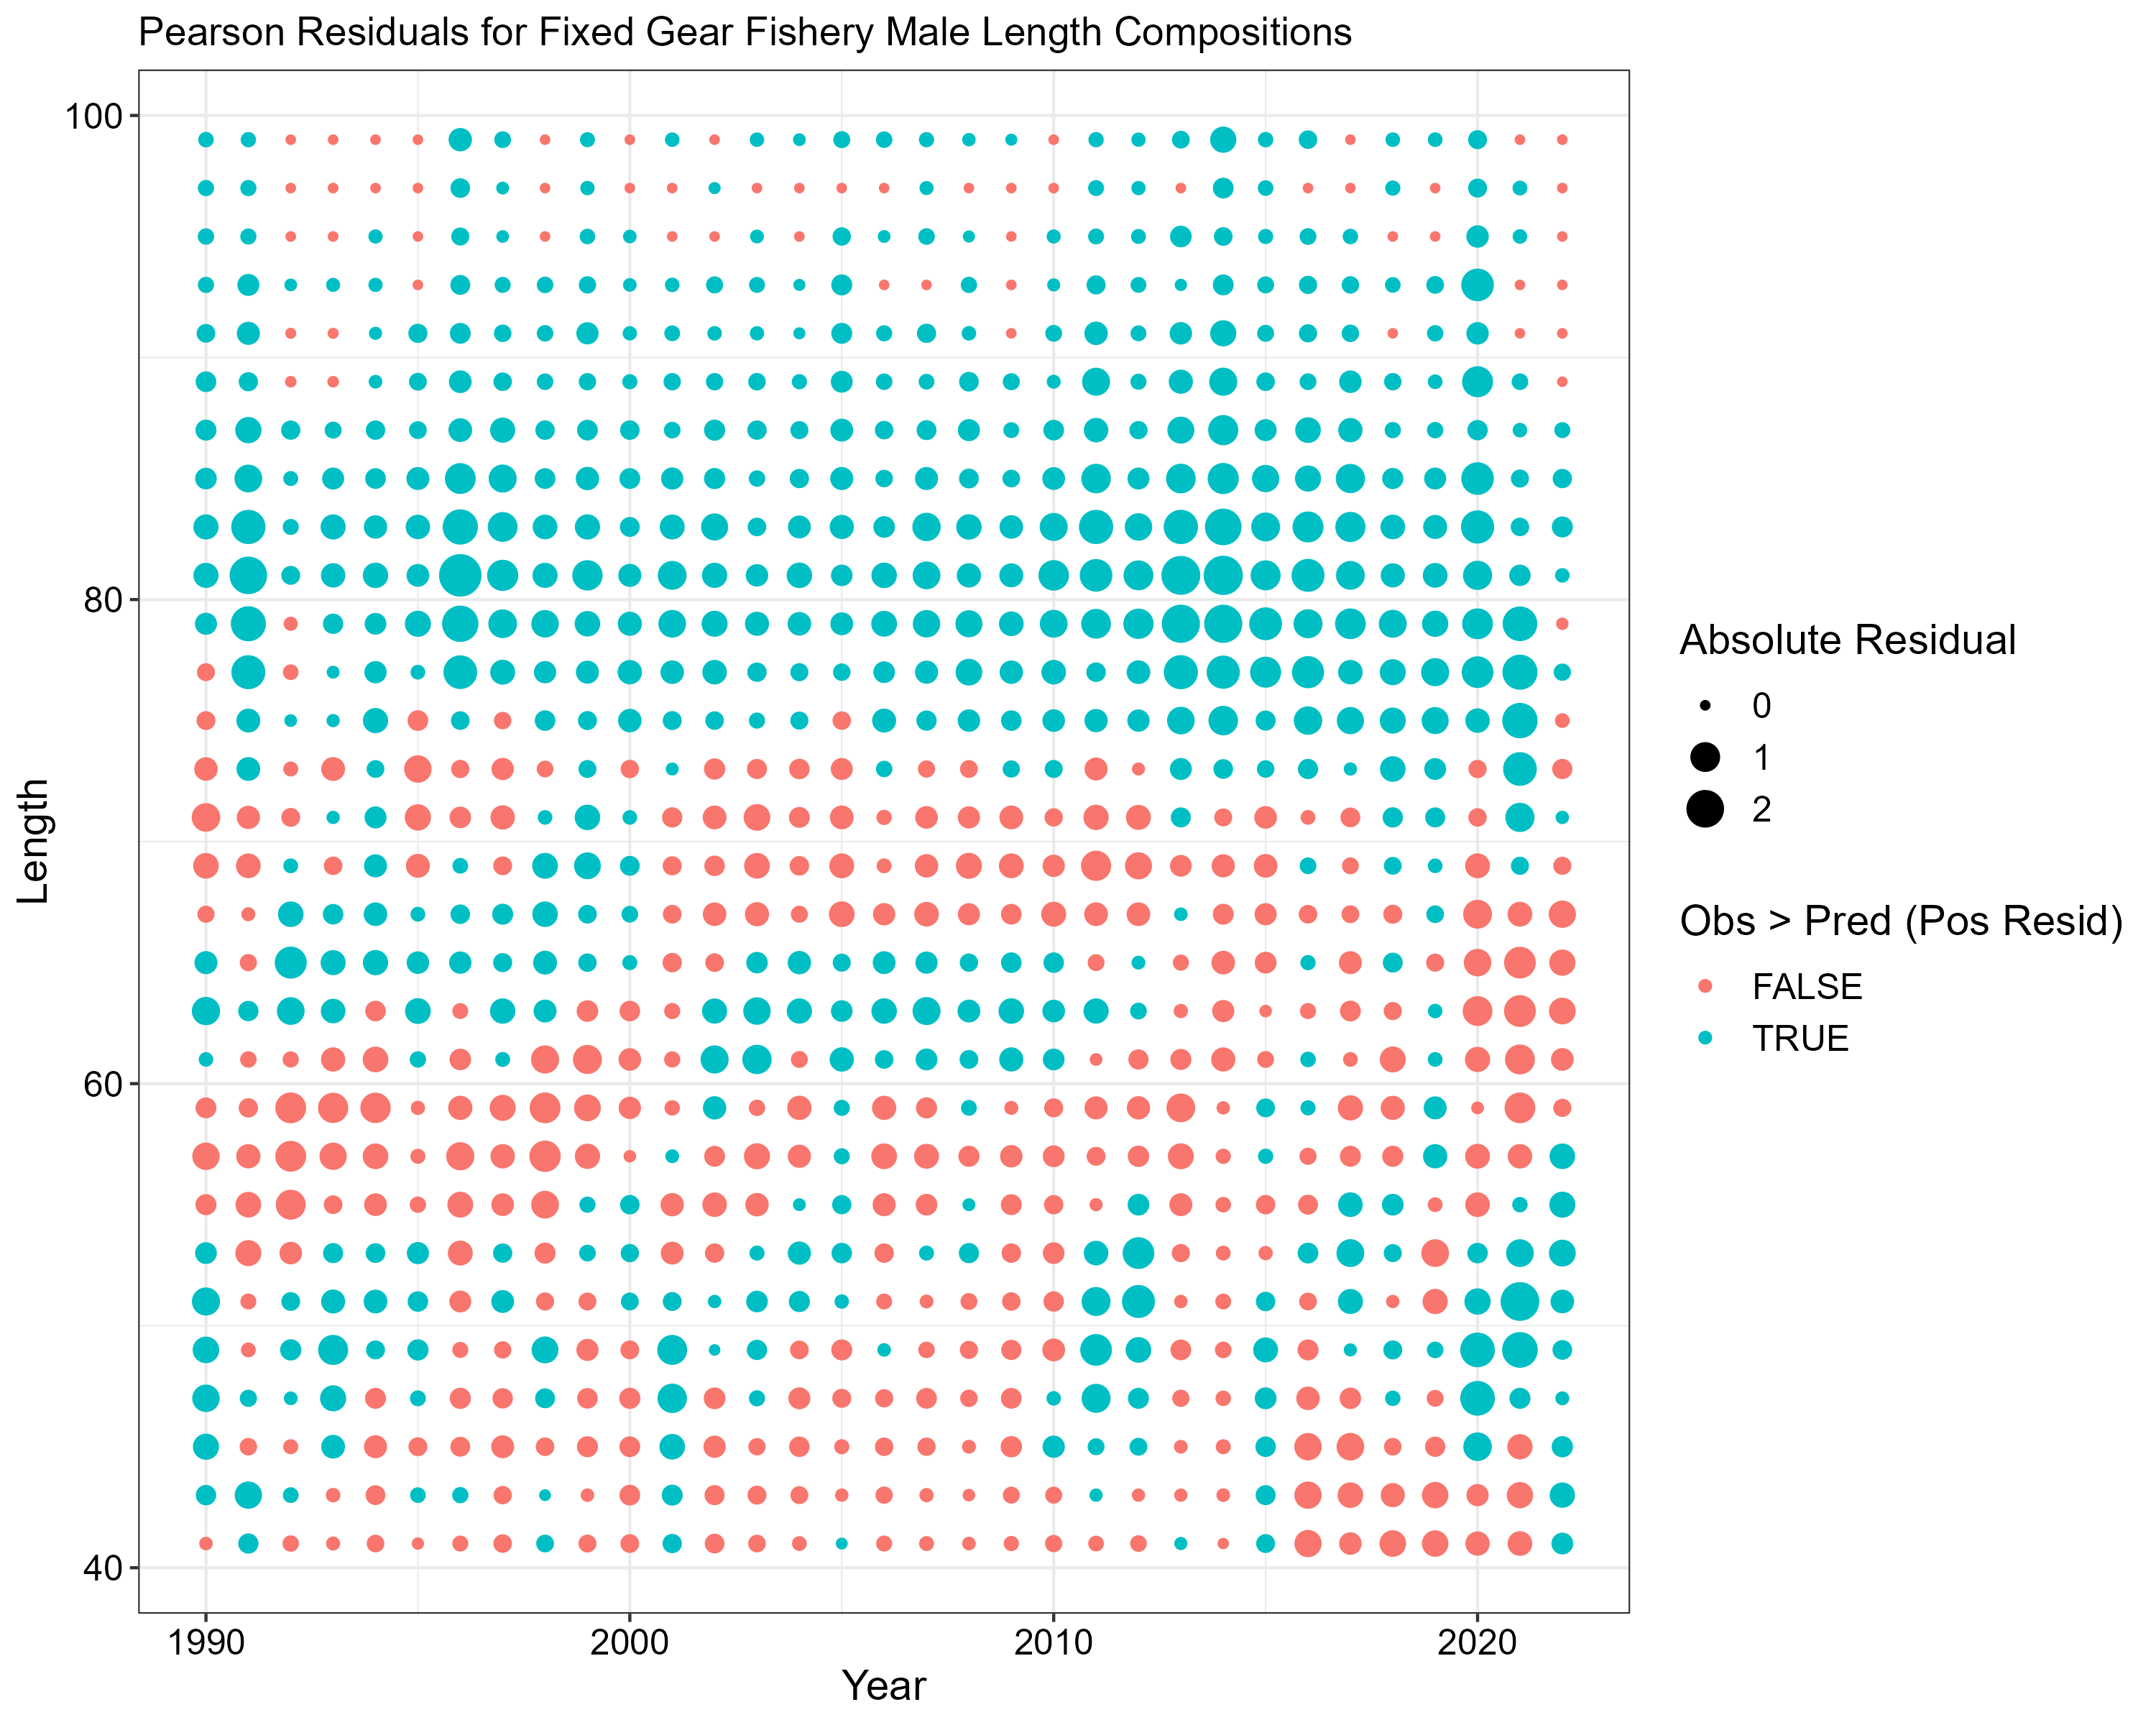 Pearson Residuals for Fixed Gear Fishery Male Length Compositions
100
80
60
40
Length
1990
2000
2010
2020
Year
Absolute Residual
0
1
2
Obs > Pred (Pos Resid)
FALSE
TRUE